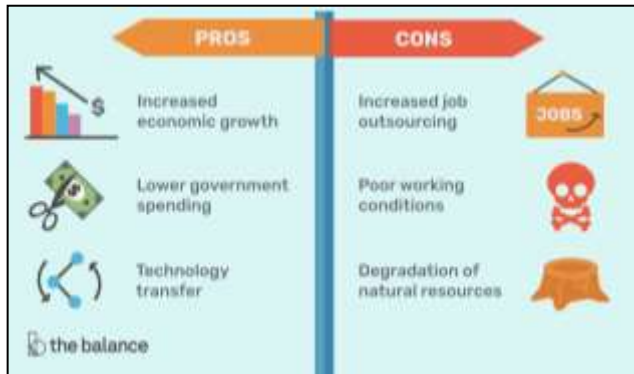 PROS
CONS
$
Increased
economic growth
Increased job
outsourcing
JOBS
$
Lower government
spending
Poor working
conditions
Technology
transfer
Degradation of
natural resources
the balance